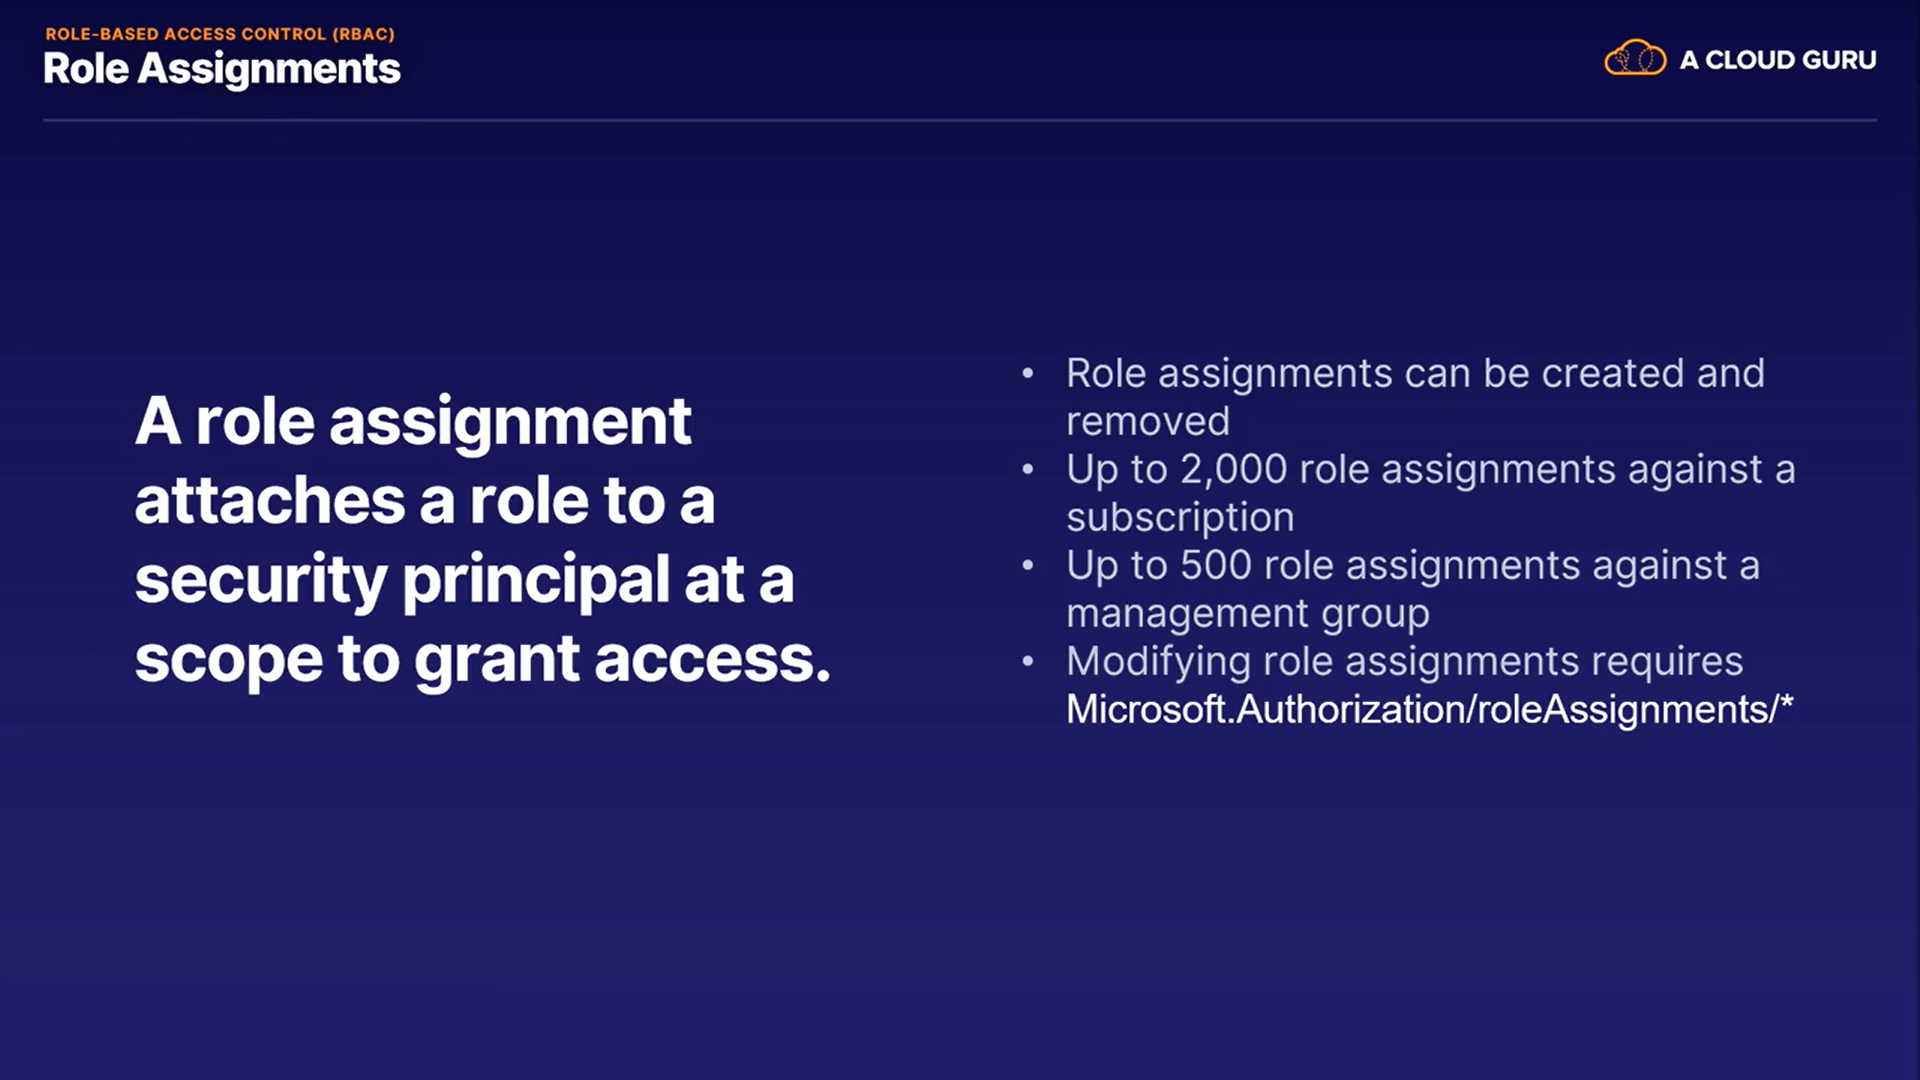 ROLE-BASED ACCESS CONTROL (RBAC)
Role Assignments
A CLOUD GURU
A role assignment
attaches a role to a
security principal at a
scope to grant access.
• Role assignments can be created and
removed
• Up to 2,000 role assignments against a
subscription
• Up to 500 role assignments against a
management group
• Modifying role assignments requires
Microsoft.Authorization/roleAssignments/*